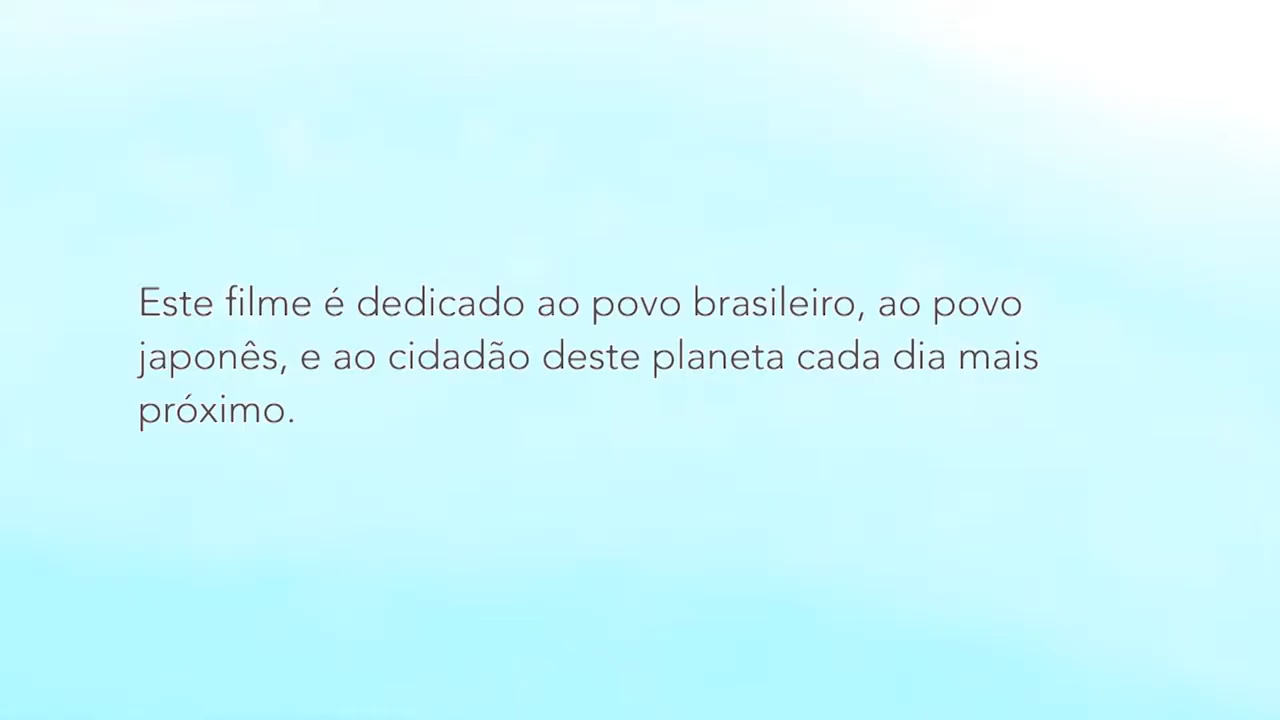 Este filme é dedicado ao povo brasileiro, ao povo
japonês, e ao cidadão deste planeta cada dia mais
próximo.